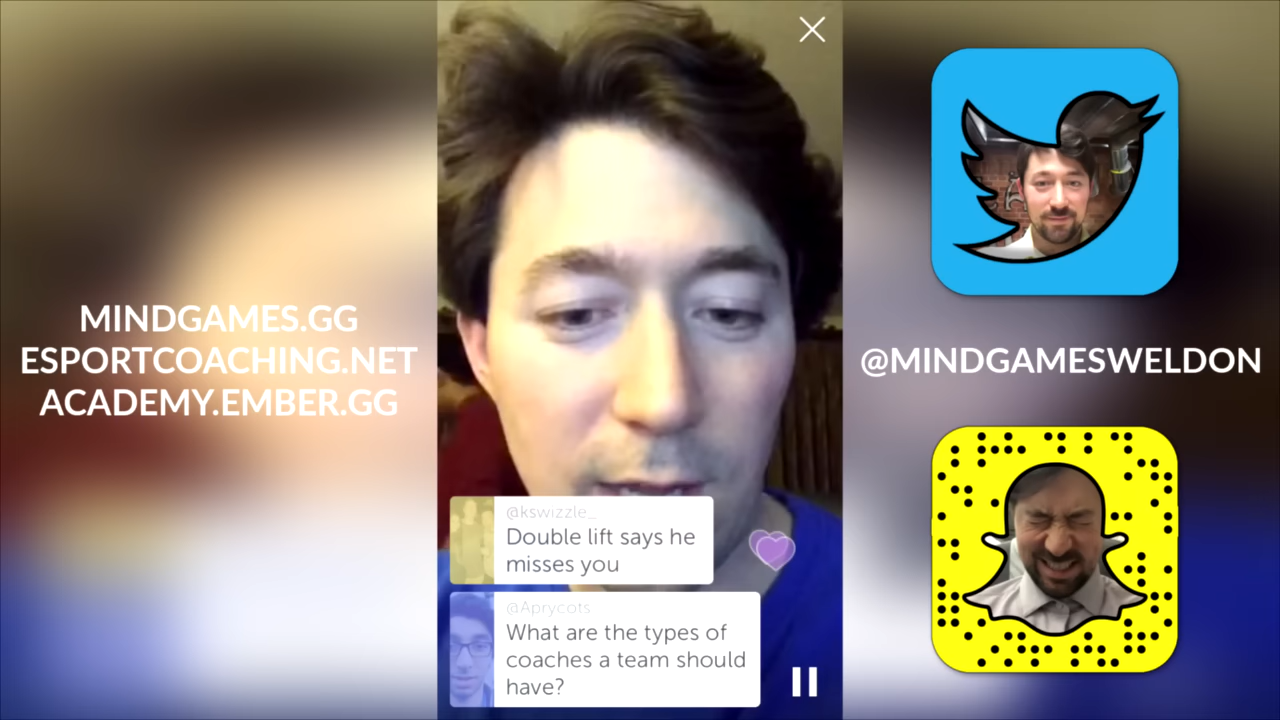 MINDGAMES.GG
ESPORTCOACHING.NET
ACADEMY.EMBER.GG
@kswizzle_
Double lift says he
misses you
@Aprycots
What are the types of
coaches a team should
have?
@MINDGAMESWELDON